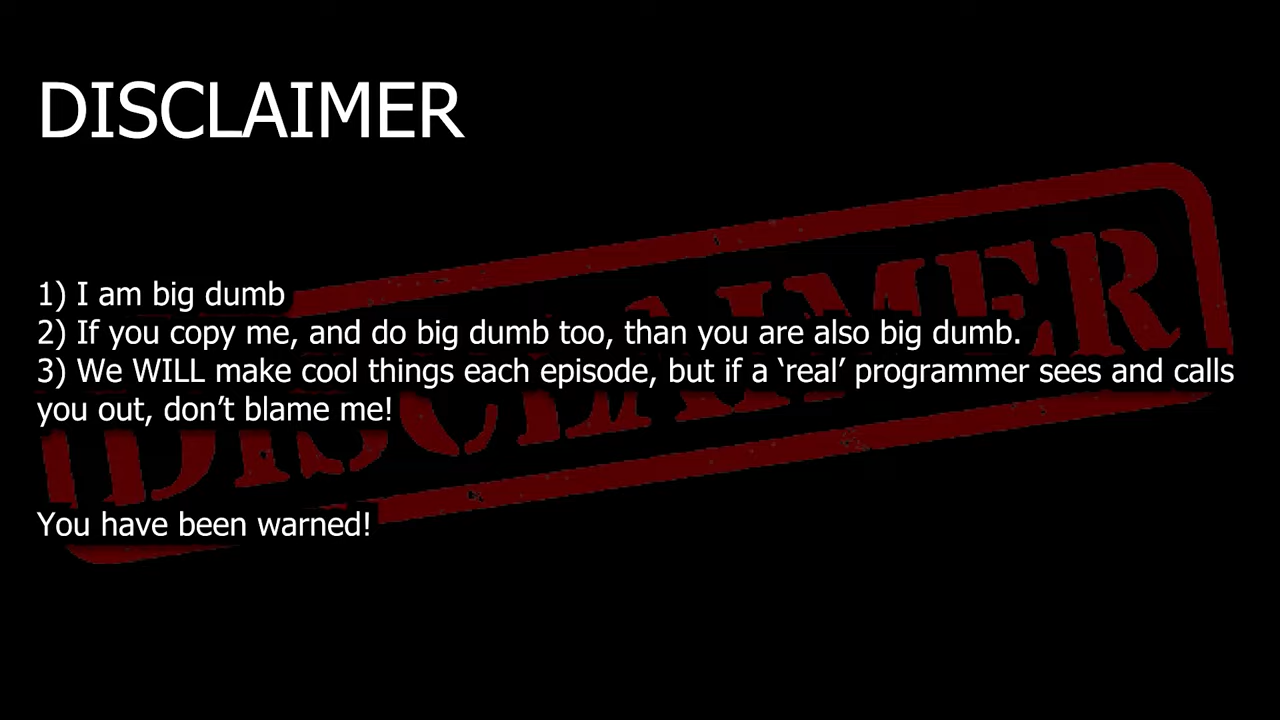 DISCLAIMER
DISCLAIMER
1) I am big dumb
2) If you copy me, and do big dumb too, than you are also big dumb.
3) We WILL make cool things each episode, but if a ‘real’ programmer sees and calls
you out, don’t blame me!
You have been warned!